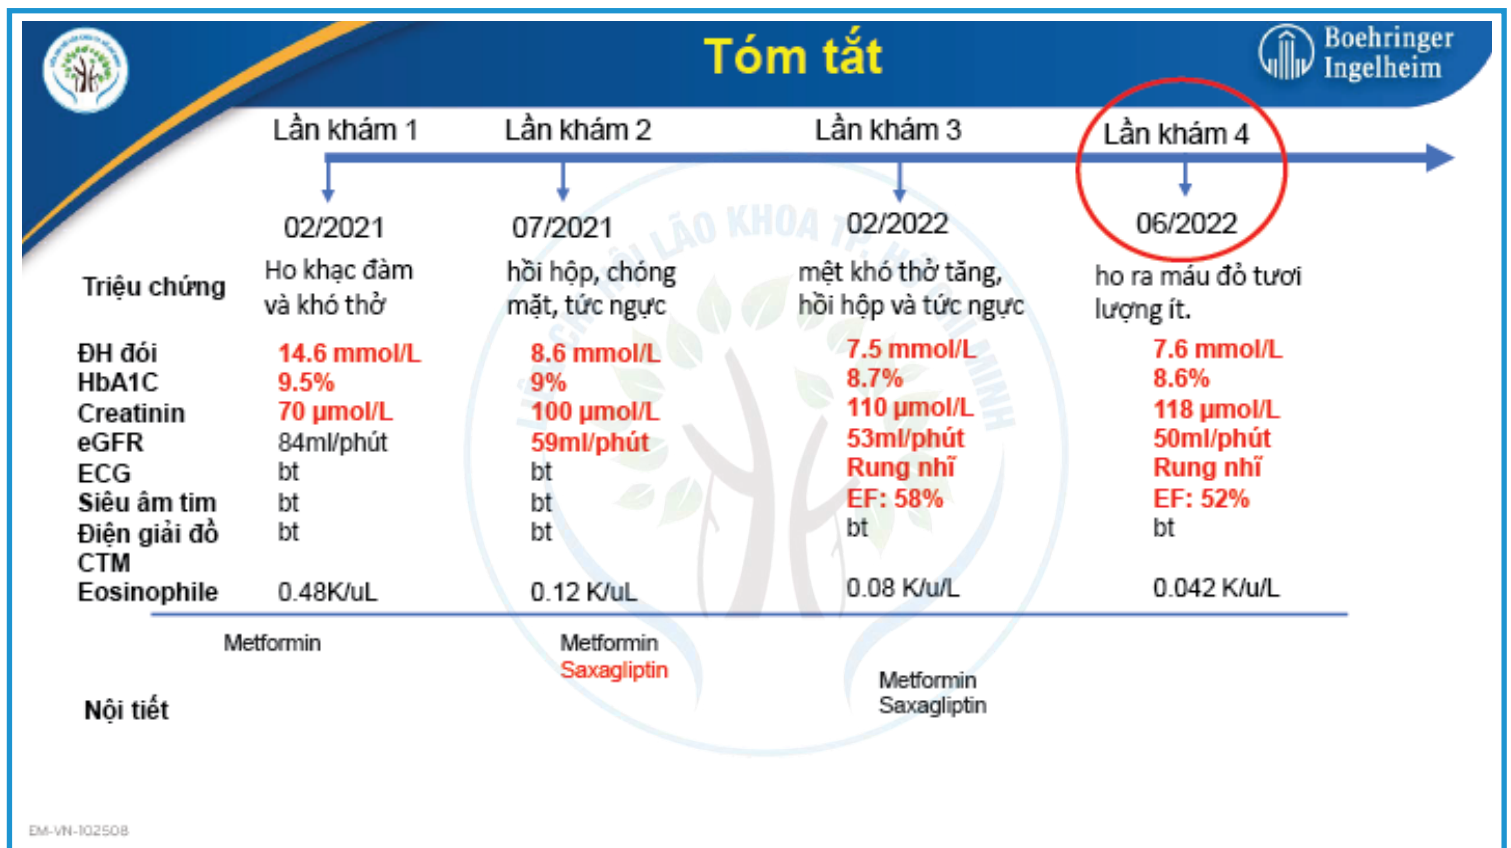 Tóm tắt
Boehringer
Ingelheim
Lần khám 1 Lần khám 2 Lần khám 3 Lần khám 4
02/2021 07/2021 02/2022 06/2022
Triệu chứng
Ho khạc đàm
và khó thở
hồi hộp, chóng
mặt, tức ngực
mệt khó thở tăng,
hồi hộp và tức ngực
ho ra máu đỏ tươi
lượng ít.
ĐH đói 14.6 mmol/L 8.6 mmol/L 7.5 mmol/L 7.6 mmol/L
HbA1C 9.5% 9% 8.7% 8.6%
Creatinin 70 µmol/L 100 µmol/L 110 µmol/L 118 µmol/L
eGFR 84ml/phút 59ml/phút 53ml/phút 50ml/phút
ECG bt bt Rung nhĩ Rung nhĩ
Siêu âm tim bt bt EF: 58% EF: 52%
Điện giải đồ bt bt bt bt
CTM
Eosinophile 0.48K/uL 0.12 K/uL 0.08 K/u/L 0.042 K/u/L
Nội tiết
Metformin
Metformin
Saxagliptin
Metformin
Saxagliptin
LÃO KHOA TP. HỒ CHÍ MINH
EM-VN-102508